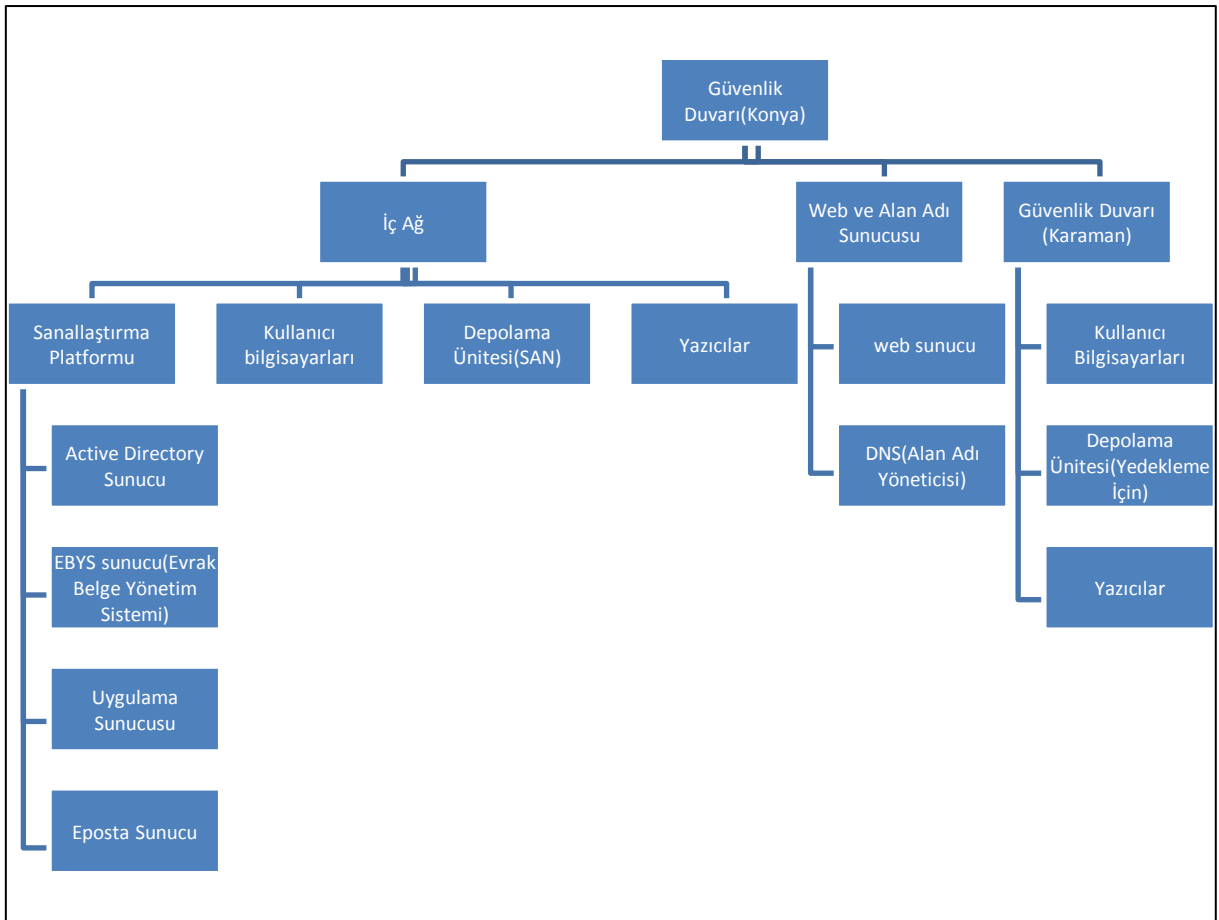 Güvenlik
Duvarı(Konya)
İç Ağ
Web ve Alan Adı
Sunucusu
Güvenlik Duvarı
(Karaman)
Sanallaştırma
Platformu
Kullanıcı
bilgisayarları
Depolama
Ünitesi(SAN)
Yazıcılar
web sunucu
Kullanıcı
Bilgisayarları
Active Directory
Sunucu
DNS(Alan Adı
Yöneticisi)
Depolama
Ünitesi(Yedekleme
İçin)
EBYS sunucu(Evrak
Belge Yönetim
Sistemi)
Yazıcılar
Uygulama
Sunucusu
Eposta Sunucu